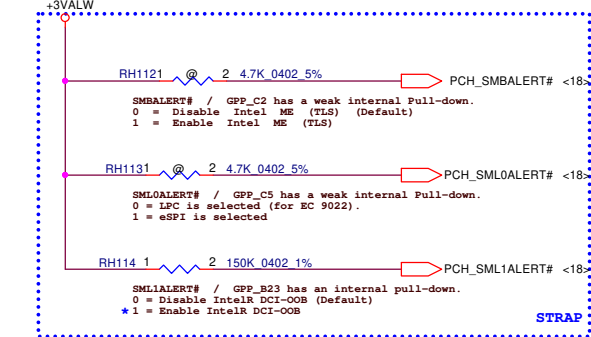 +3VALW
RH1121 @ 2 4.7K_0402_5% PCH_SMBALERT# <18>
SMBALERT# / GPP_C2 has a weak internal Pull-down.
0 = Disable Intel ME (TLS) (Default)
1 = Enable Intel ME (TLS)
RH1131 @ 2 4.7K_0402_5% PCH_SML0ALERT# <18>
SML0ALERT# / GPP_C5 has a weak internal Pull-down.
0 = LPC is selected (for EC 9022).
1 = eSPI is selected
RH114 1 2 150K_0402_1% PCH_SML1ALERT# <18>
SML1ALERT# / GPP_B23 has an internal pull-down.
0 = Disable IntelR DCI-OOB (Default)
* 1 = Enable IntelR DCI-OOB
STRAP